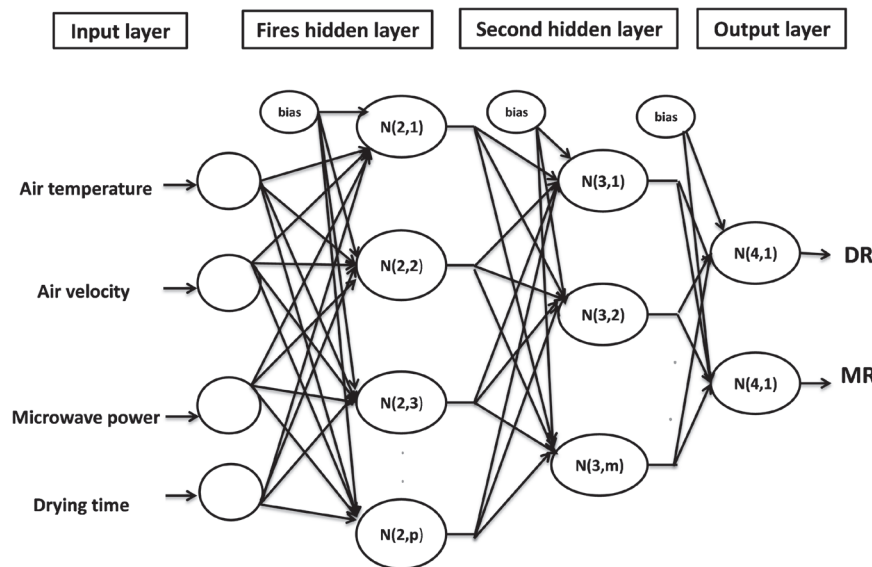 Input layer
Fires hidden layer
Second hidden layer
Output layer
bias
bias
bias
N(2,1)
N(3,1)
Air temperature
N(4,1)
DR
N(2,2)
Air velocity
N(3,2)
N(4,1)
MR
N(2,3)
Microwave power
N(3,m)
Drying time
N(2,p)